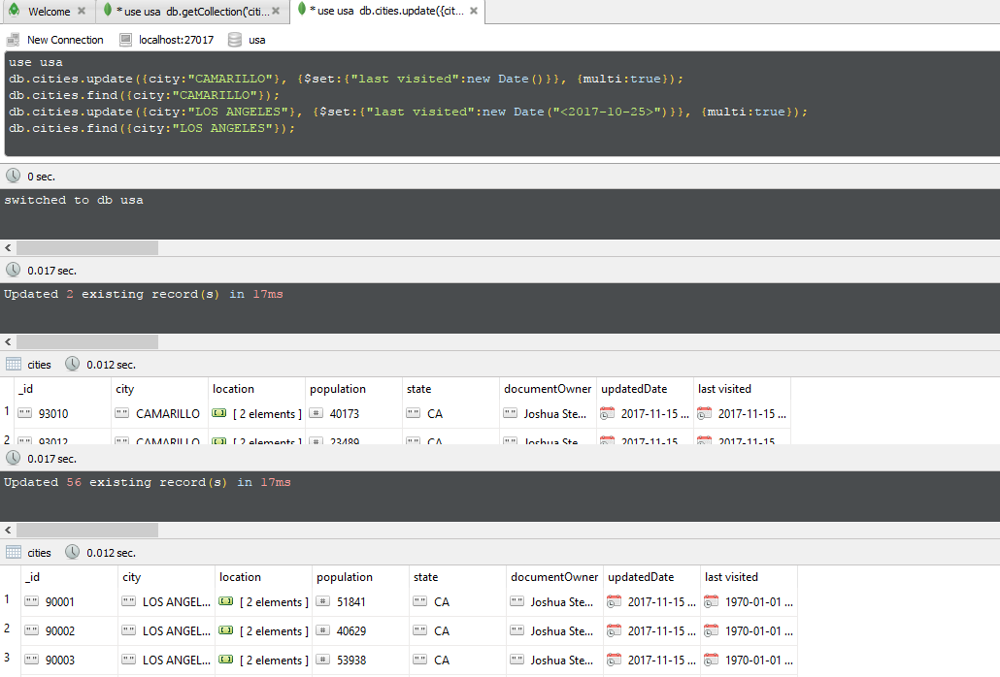 Welcome * use usa db.getCollection('citi... * use usa db.cities.update({cit...
New Connection localhost:27017 usa
use usa
db.cities.update({city:"CAMARILLO"}, {$set:{"last visited":new Date()}}, {multi:true});
db.cities.find({city:"CAMARILLO"});
db.cities.update({city:"LOS ANGELES"}, {$set:{"last visited":new Date("<2017-10-25>")}}, {multi:true});
db.cities.find({city:"LOS ANGELES"});
0 sec.
switched to db usa
0.017 sec.
Updated 2 existing record(s) in 17ms
cities 0.012 sec.
_id city location population state documentOwner updatedDate last visited
1 "" 93010 "" CAMARILLO [ 2 elements ] # 40173 "" CA "" Joshua Ste... 2017-11-15 ... 2017-11-15 ...
2 "" 93012 "" CAMARILLO [ 2 elements ] # 23489 "" CA "" Joshua Ste... 2017-11-15 ... 2017-11-15 ...
0.017 sec.
Updated 56 existing record(s) in 17ms
cities 0.012 sec.
_id city location population state documentOwner updatedDate last visited
1 "" 90001 "" LOS ANGEL... [ 2 elements ] # 51841 "" CA "" Joshua Ste... 2017-11-15 ... 1970-01-01 ...
2 "" 90002 "" LOS ANGEL... [ 2 elements ] # 40629 "" CA "" Joshua Ste... 2017-11-15 ... 1970-01-01 ...
3 "" 90003 "" LOS ANGEL... [ 2 elements ] # 53938 "" CA "" Joshua Ste... 2017-11-15 ... 1970-01-01 ...